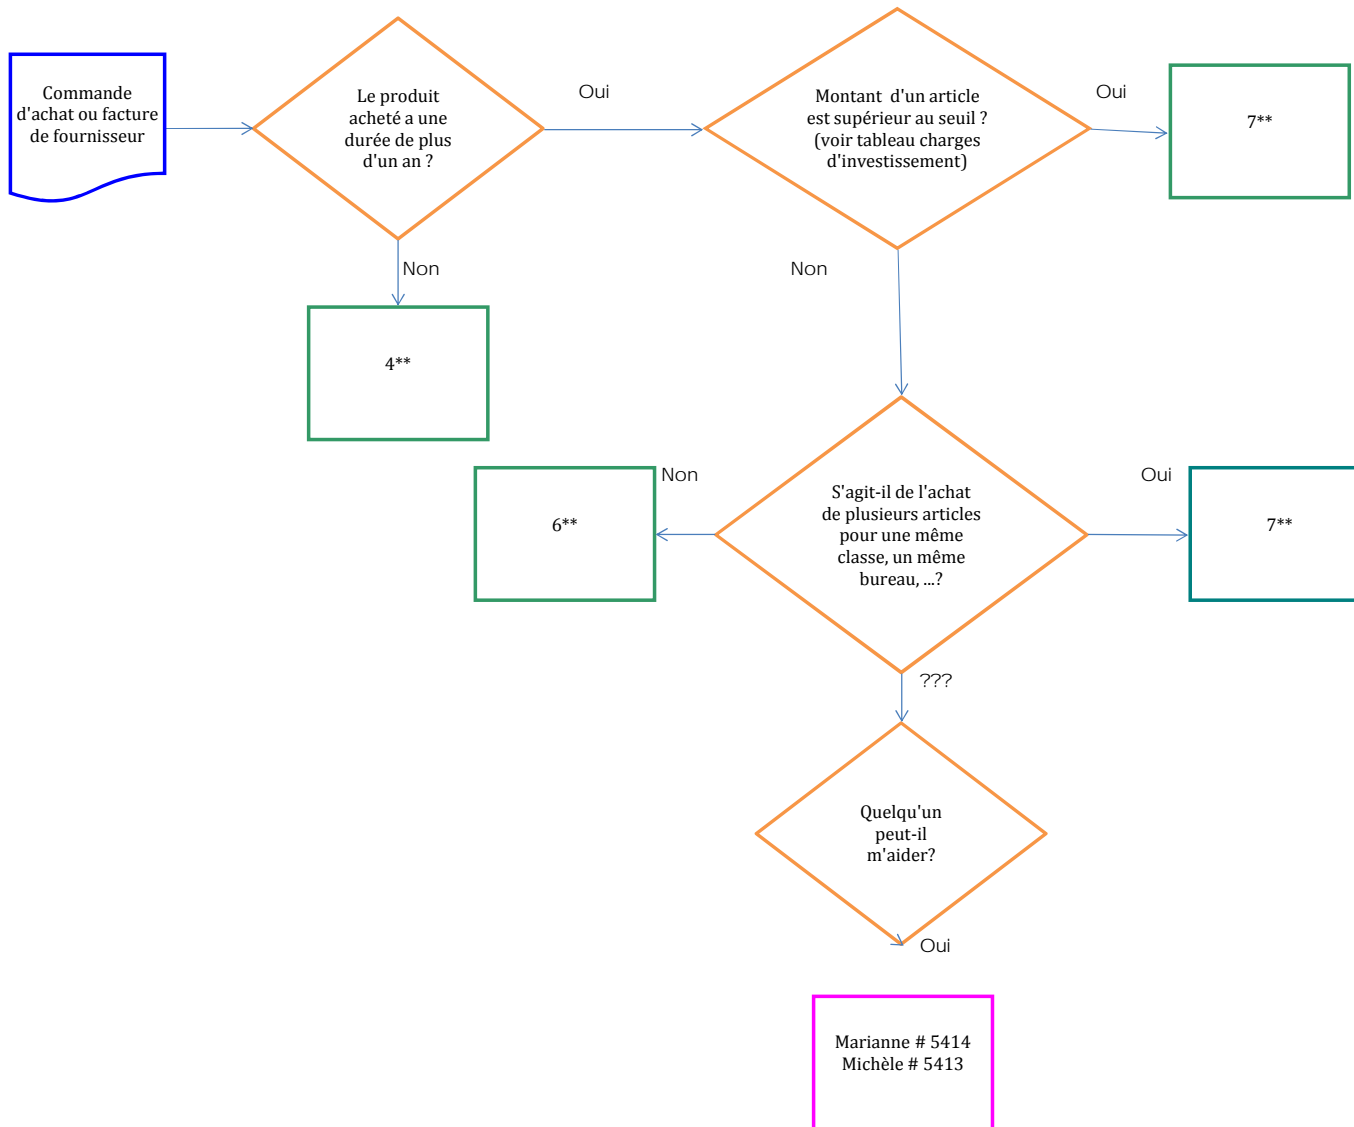 Commande
d'achat ou facture
de fournisseur
Le produit
acheté a une
durée de plus
d'un an ?
Oui
Montant d'un article
est supérieur au seuil ?
(voir tableau charges
d'investissement)
Oui
7**
Non
4**
Non
S'agit-il de l'achat
de plusieurs articles
pour une même
classe, un même
bureau, ...?
Non
6**
Oui
7**
???
Quelqu'un
peut-il
m'aider?
Oui
Marianne # 5414
Michèle # 5413